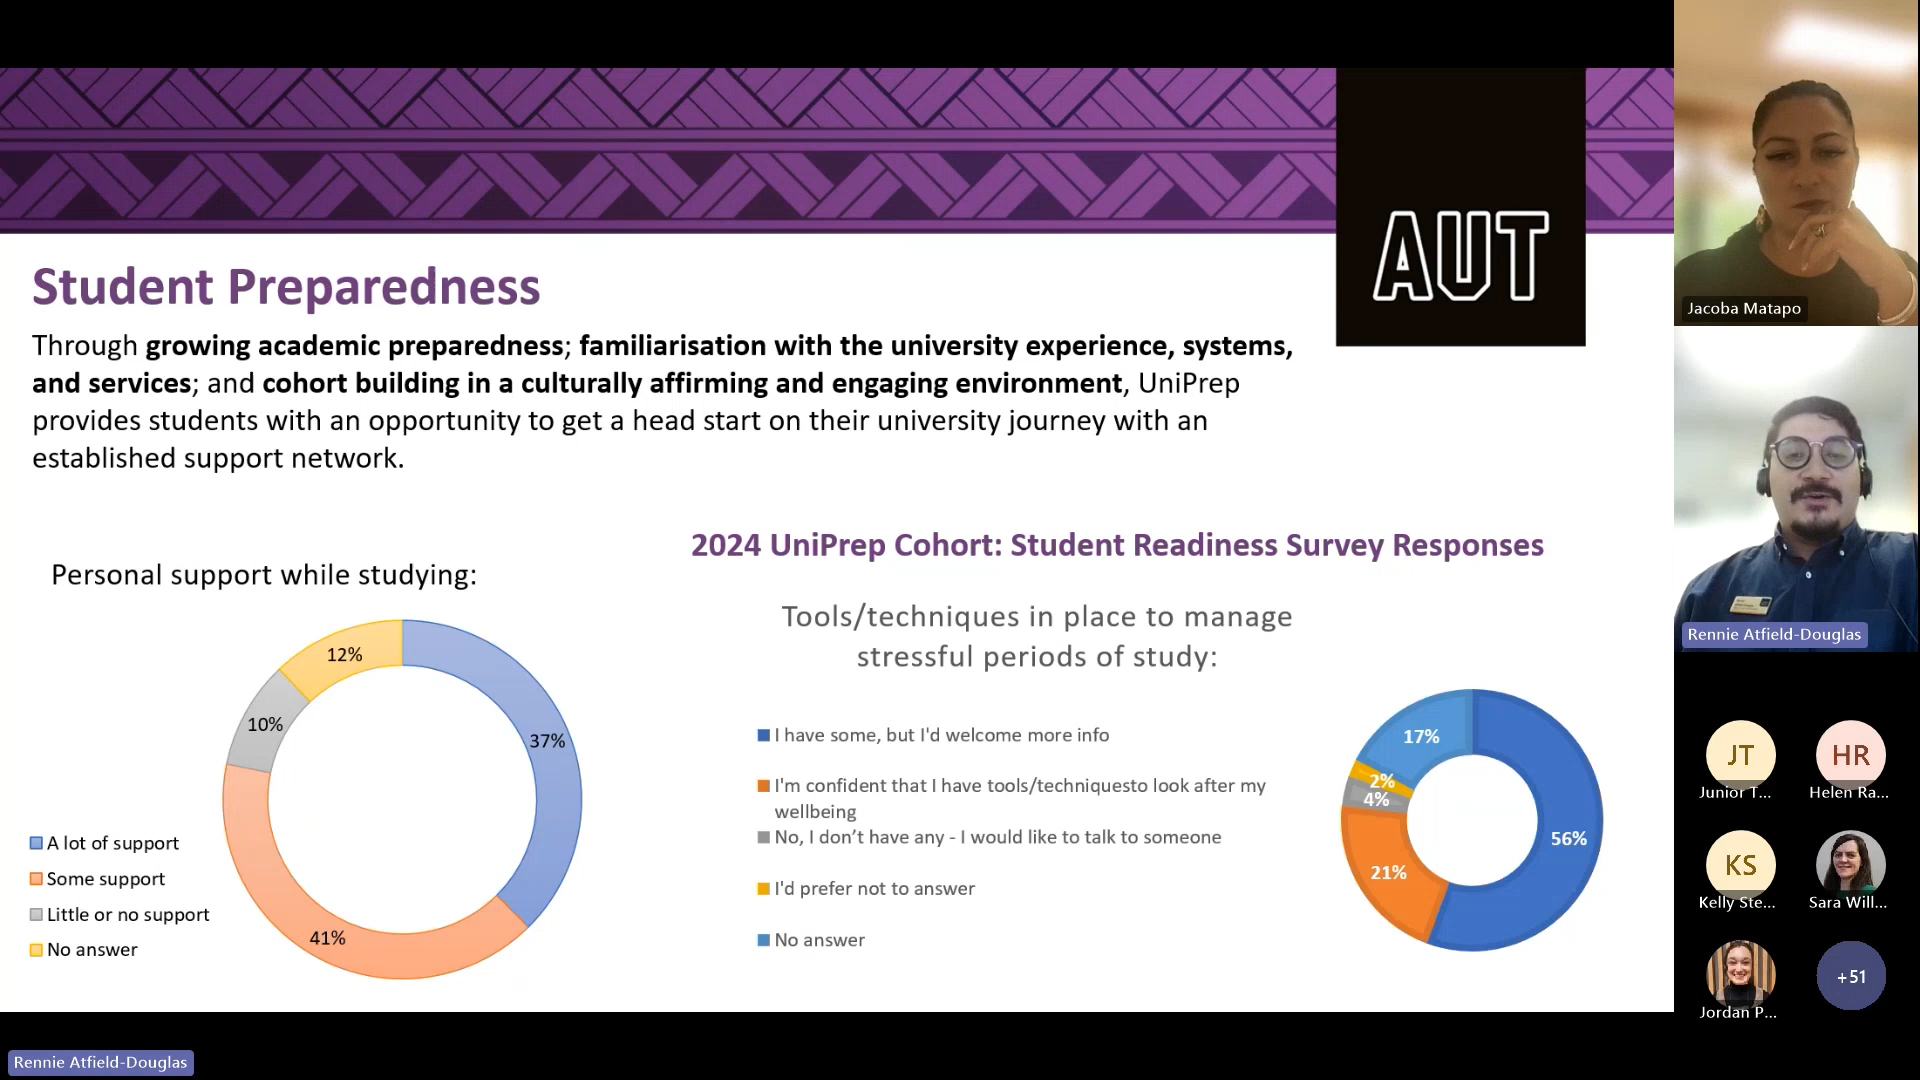 AUT
Student Preparedness
Through growing academic preparedness; familiarisation with the university experience, systems,
and services; and cohort building in a culturally affirming and engaging environment, UniPrep
provides students with an opportunity to get a head start on their university journey with an
established support network.
2024 UniPrep Cohort: Student Readiness Survey Responses
Personal support while studying:
12%
10%
37%
41%
A lot of support
Some support
Little or no support
No answer
Tools/techniques in place to manage
stressful periods of study:
I have some, but I'd welcome more info
I'm confident that I have tools/techniquesto look after my
wellbeing
No, I don’t have any - I would like to talk to someone
I'd prefer not to answer
No answer
17%
2%
4%
56%
21%
Jacoba Matapo
Rennie Atfield-Douglas
JT
Junior T...
HR
Helen Ra...
KS
Kelly Ste...
Sara Will...
Jordan P...
+51
Rennie Atfield-Douglas